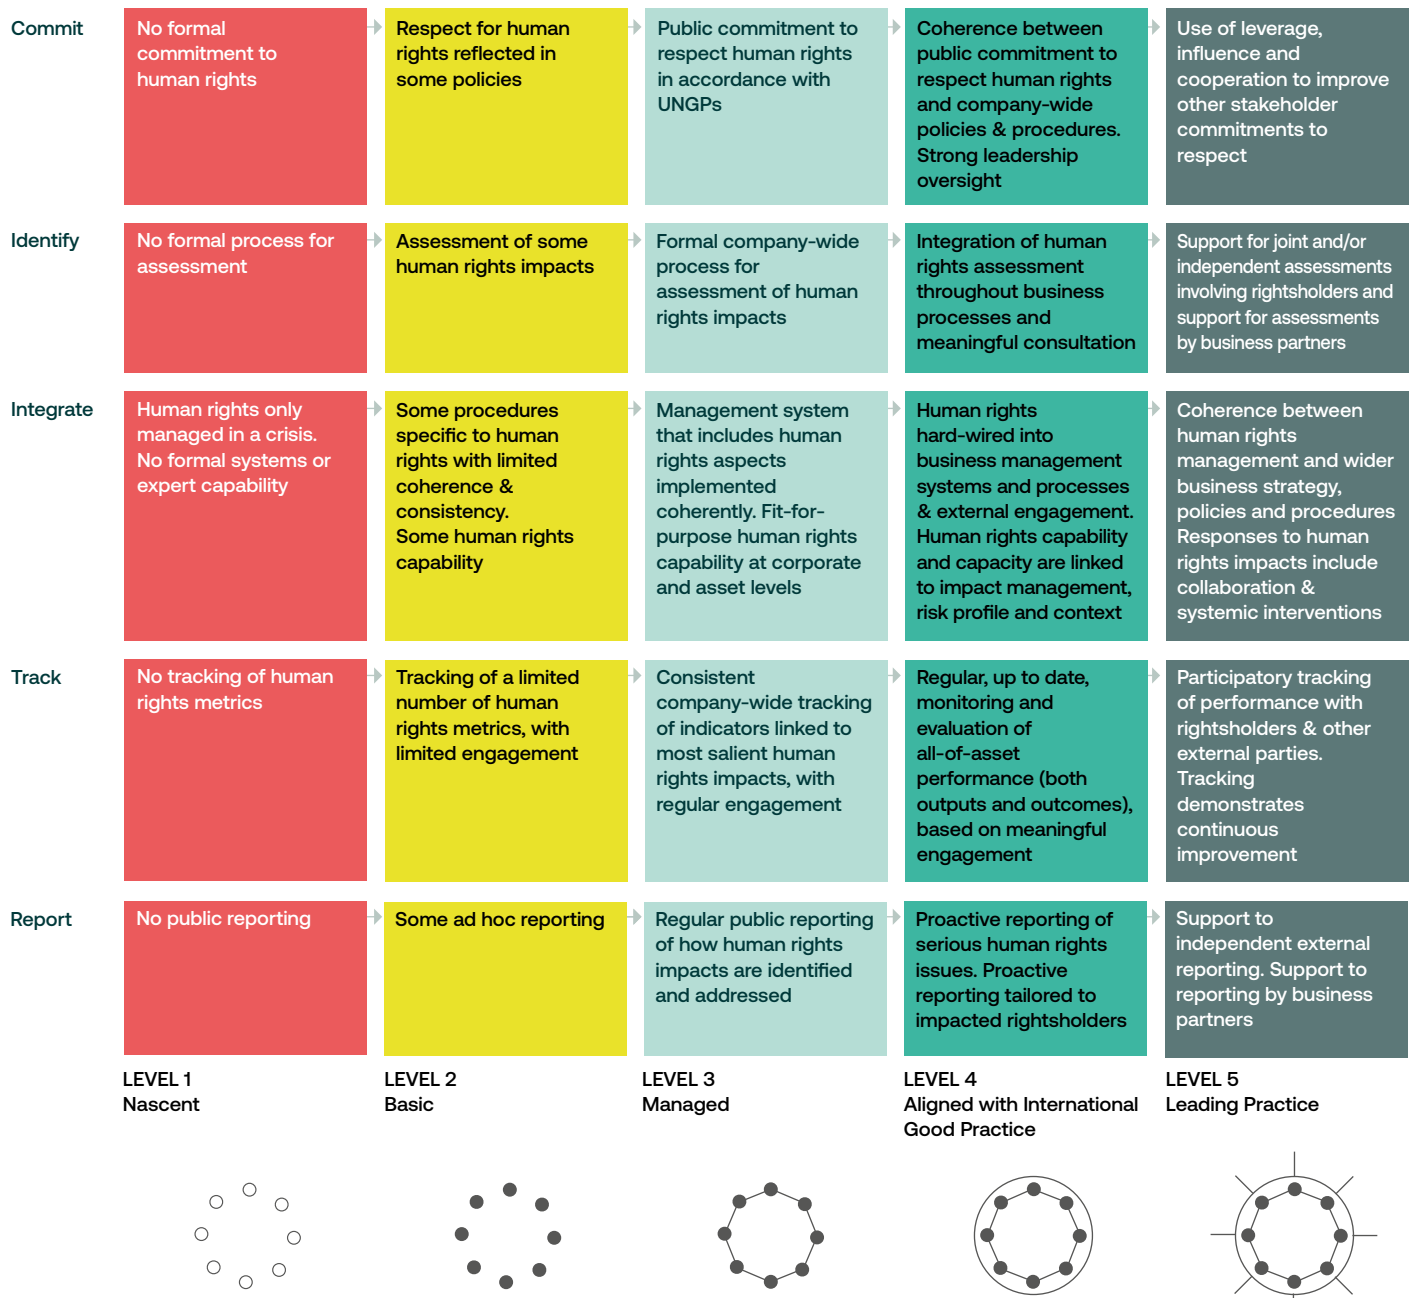 Commit
No formal
commitment to
human rights
Respect for human
rights reflected in
some policies
Public commitment to
respect human rights
in accordance with
UNGPs
Coherence between
public commitment to
respect human rights
and company-wide
policies & procedures.
Strong leadership
oversight
Use of leverage,
influence and
cooperation to improve
other stakeholder
commitments to
respect
Identify
No formal process for
assessment
Assessment of some
human rights impacts
Formal company-wide
process for
assessment of human
rights impacts
Integration of human
rights assessment
throughout business
processes and
meaningful consultation
Support for joint and/or
independent assessments
involving rightsholders and
support for assessments
by business partners
Integrate
Human rights only
managed in a crisis.
No formal systems or
expert capability
Some procedures
specific to human
rights with limited
coherence &
consistency.
Some human rights
capability
Management system
that includes human
rights aspects
implemented
coherently. Fit-for-
purpose human rights
capability at corporate
and asset levels
Human rights
hard-wired into
business management
systems and processes
& external engagement.
Human rights capability
and capacity are linked
to impact management,
risk profile and context
Coherence between
human rights
management and wider
business strategy,
policies and procedures
Responses to human
rights impacts include
collaboration &
systemic interventions
Track
No tracking of human
rights metrics
Tracking of a limited
number of human
rights metrics, with
limited engagement
Consistent
company-wide tracking
of indicators linked to
most salient human
rights impacts, with
regular engagement
Regular, up to date,
monitoring and
evaluation of
all-of-asset
performance (both
outputs and outcomes),
based on meaningful
engagement
Participatory tracking
of performance with
rightsholders & other
external parties.
Tracking
demonstrates
continuous
improvement
Report
No public reporting
Some ad hoc reporting
Regular public reporting
of how human rights
impacts are identified
and addressed
Proactive reporting of
serious human rights
issues. Proactive
reporting tailored to
impacted rightsholders
Support to
independent external
reporting. Support to
reporting by business
partners
LEVEL 1
Nascent
LEVEL 2
Basic
LEVEL 3
Managed
LEVEL 4
Aligned with International
Good Practice
LEVEL 5
Leading Practice